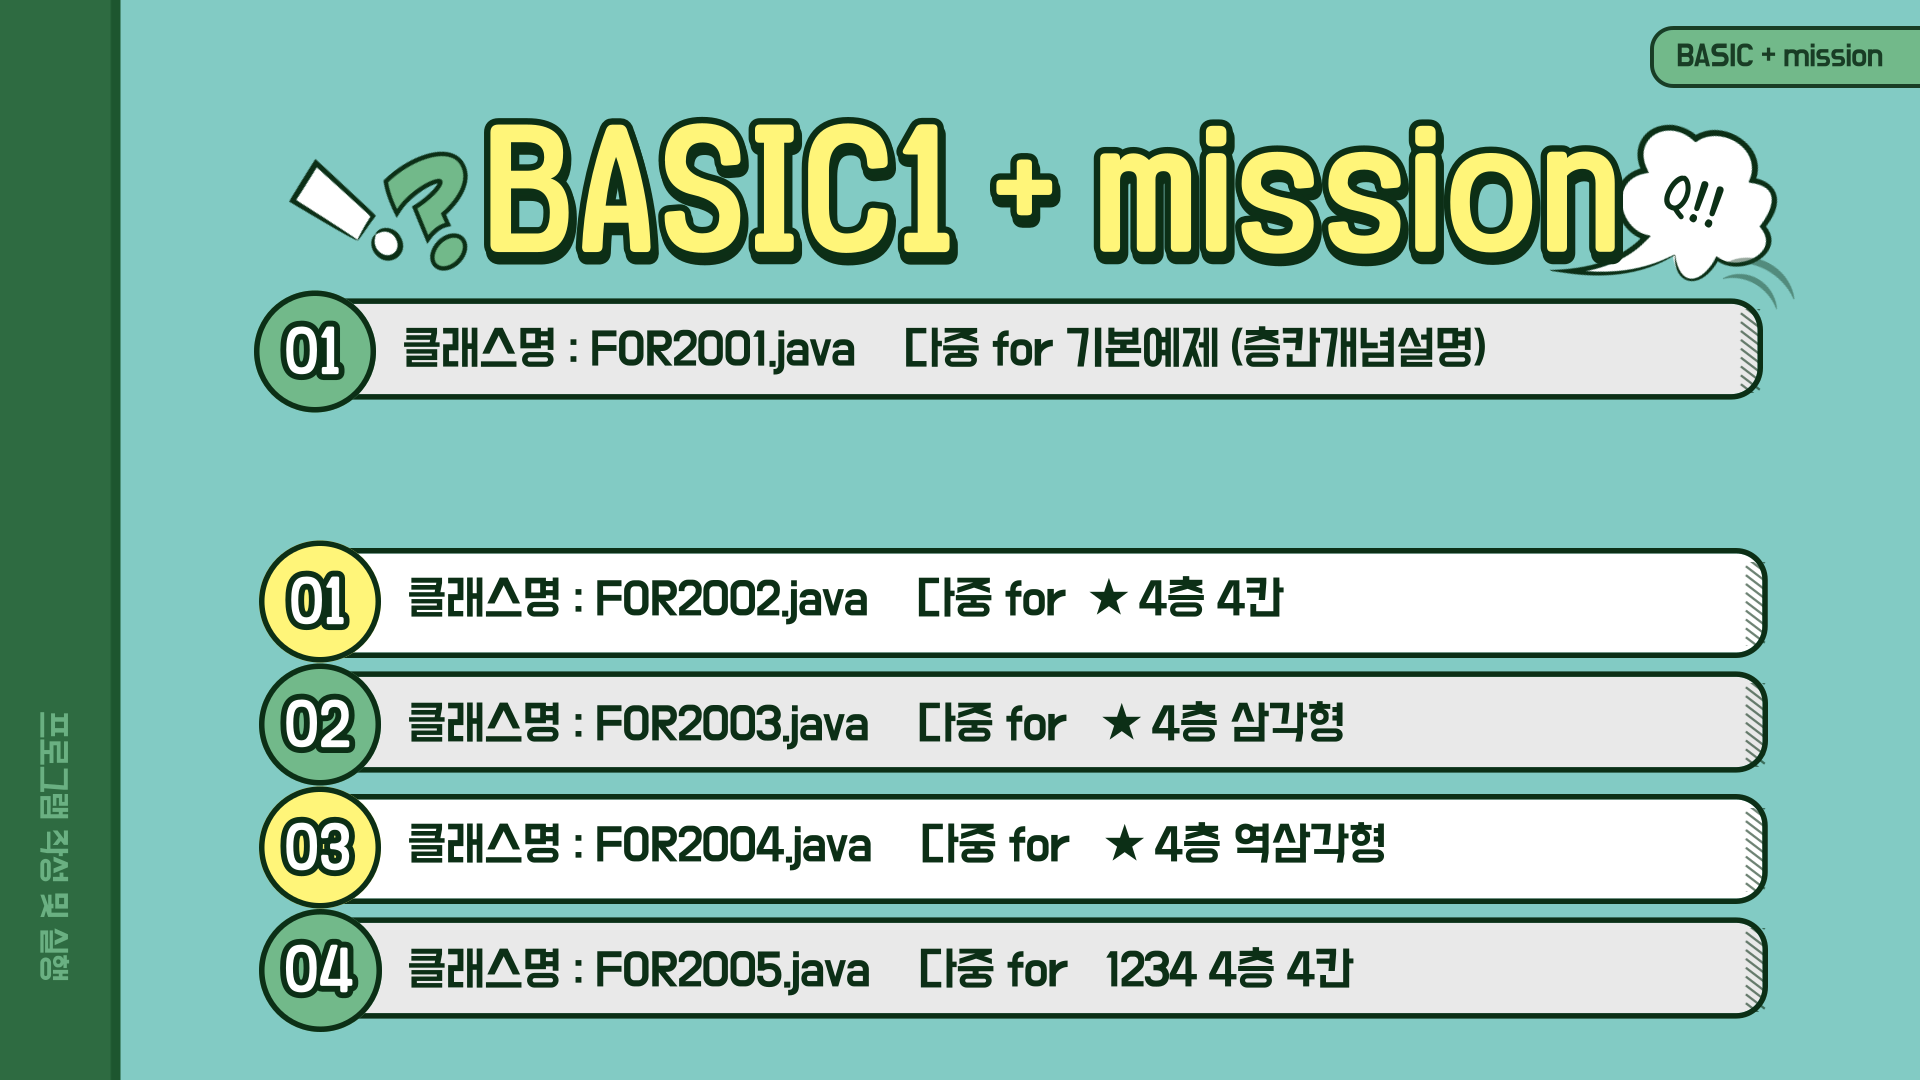 BASIC + mission
BASIC1 + mission
Q!!
01 클래스명 : FOR2001.java 다중 for 기본예제 (층칸개념설명)
01 클래스명 : FOR2002.java 다중 for ★ 4층 4칸
02 클래스명 : FOR2003.java 다중 for ★ 4층 삼각형
03 클래스명 : FOR2004.java 다중 for ★ 4층 역삼각형
04 클래스명 : FOR2005.java 다중 for 1234 4층 4칸
프로그램 작성 및 실행